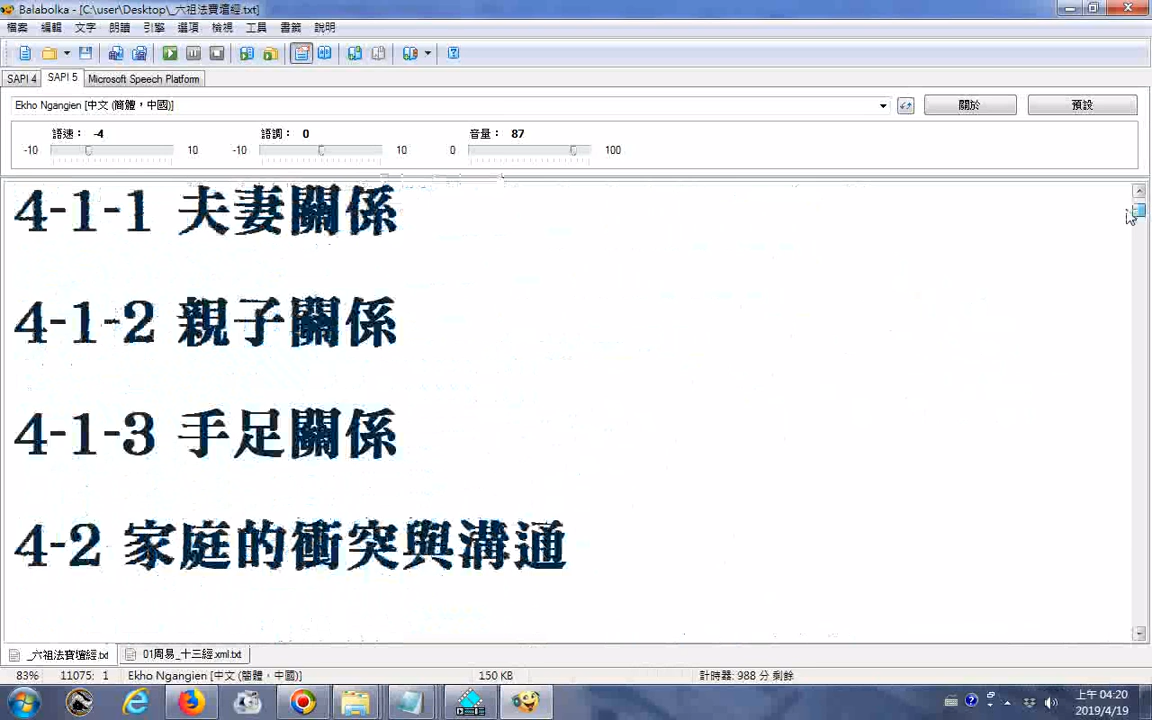 Balabolka - [C:\user\Desktop\_六祖法寶壇經.txt]
檔案 編輯 文字 朗讀 引擎 選項 檢視 工具 書籤 說明
SAPI 4 SAPI 5 Microsoft Speech Platform
Ekho Ngangien [中文 (簡體，中國)] 關於 預設
語速： -4 語調： 0 音量： 87
-10 10 -10 10 0 100
4-1-1 夫妻關係
4-1-2 親子關係
4-1-3 手足關係
4-2 家庭的衝突與溝通
_六祖法寶壇經.txt 01周易_十三經.xml.txt
83% 11075: 1 Ekho Ngangien [中文 (簡體，中國)] 150 KB 計時器: 988 分 剩餘
上午 04:20
2019/4/19